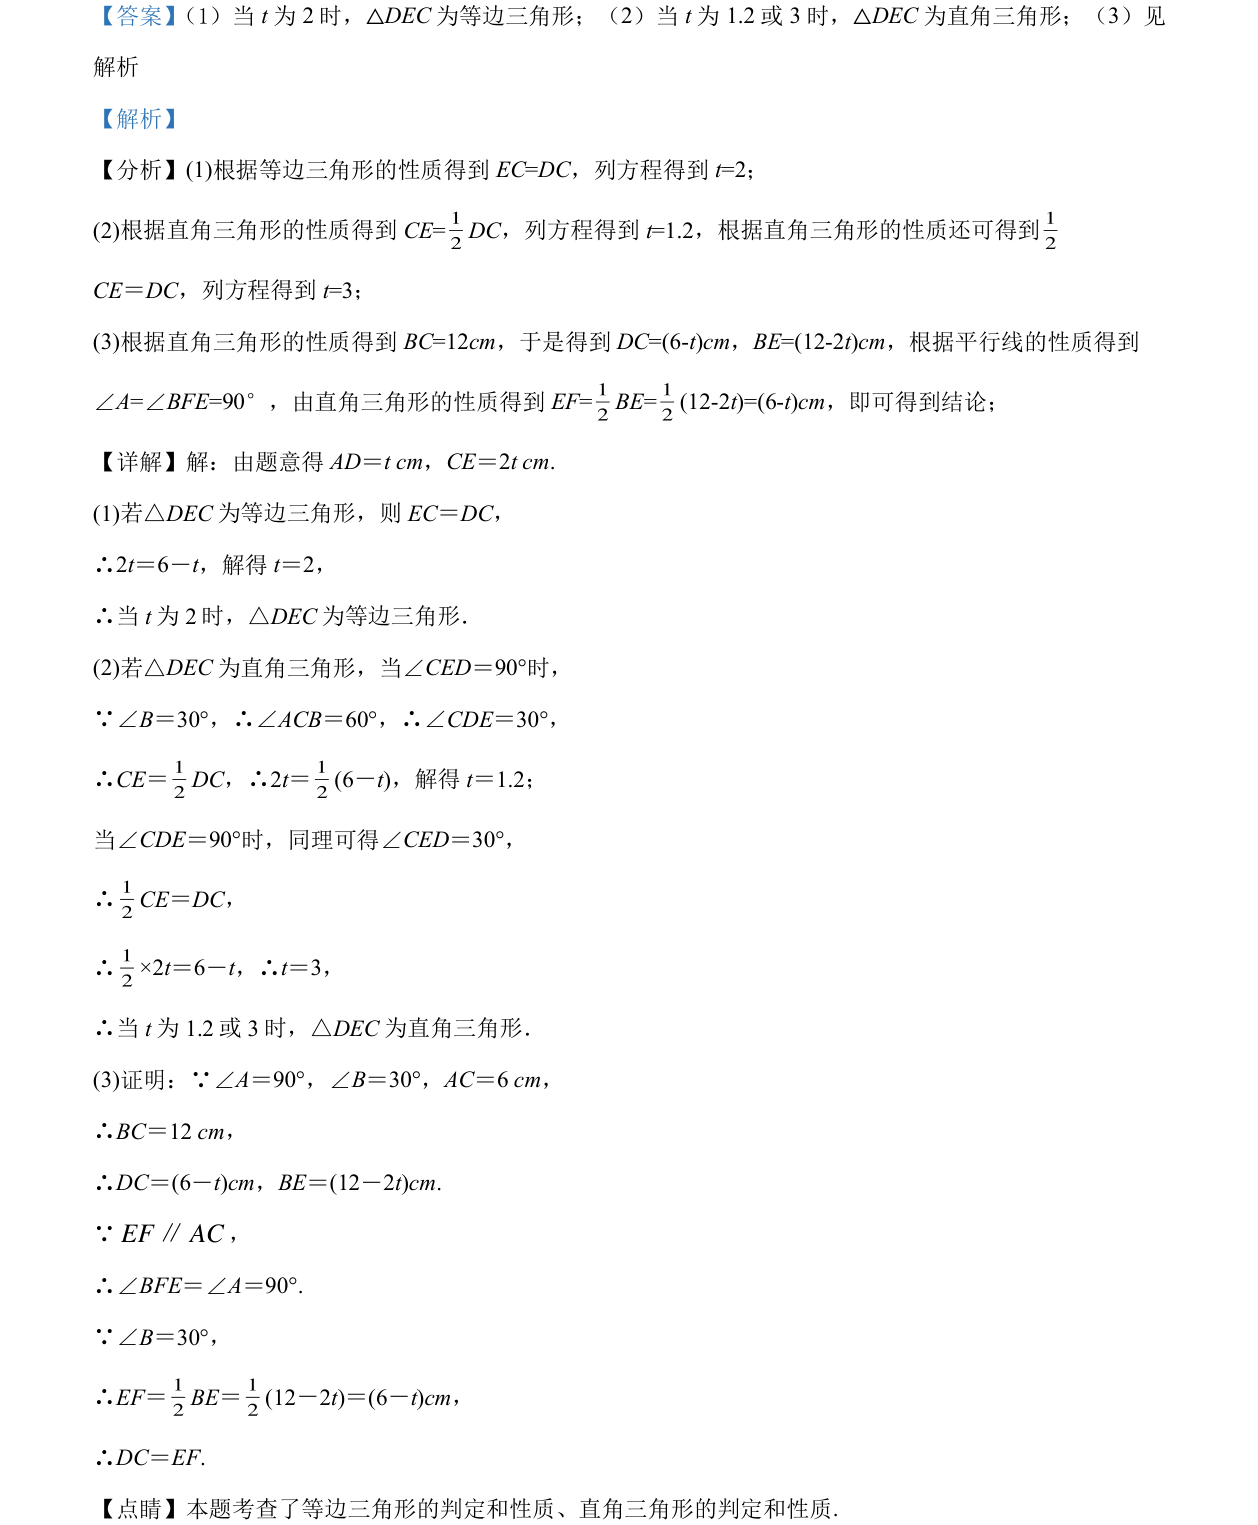 【答案】（1）当 t 为 2 时，△DEC 为等边三角形；（2）当 t 为 1.2 或 3 时，△DEC 为直角三角形；（3）见
解析
【解析】
【分析】(1)根据等边三角形的性质得到 EC=DC，列方程得到 t=2；
(2)根据直角三角形的性质得到 CE=1/2 DC，列方程得到 t=1.2，根据直角三角形的性质还可得到 1/2
CE＝DC，列方程得到 t=3；
(3)根据直角三角形的性质得到 BC=12cm，于是得到 DC=(6-t)cm，BE=(12-2t)cm，根据平行线的性质得到
∠A=∠BFE=90°，由直角三角形的性质得到 EF=1/2 BE=1/2 (12-2t)=(6-t)cm，即可得到结论；
【详解】解：由题意得 AD＝t cm，CE＝2t cm.
(1)若△DEC 为等边三角形，则 EC＝DC，
∴2t＝6－t，解得 t＝2，
∴当 t 为 2 时，△DEC 为等边三角形．
(2)若△DEC 为直角三角形，当∠CED＝90°时，
∵∠B＝30°，∴∠ACB＝60°，∴∠CDE＝30°，
∴CE＝1/2 DC，∴2t＝1/2 (6－t)，解得 t＝1.2；
当∠CDE＝90°时，同理可得∠CED＝30°，
∴1/2 CE＝DC，
∴1/2 ×2t＝6－t，∴t＝3，
∴当 t 为 1.2 或 3 时，△DEC 为直角三角形．
(3)证明：∵∠A＝90°，∠B＝30°，AC＝6 cm，
∴BC＝12 cm，
∴DC＝(6－t)cm，BE＝(12－2t)cm.
∵EF∥AC，
∴∠BFE＝∠A＝90°.
∵∠B＝30°，
∴EF＝1/2 BE＝1/2 (12－2t)＝(6－t)cm，
∴DC＝EF.
【点睛】本题考查了等边三角形的判定和性质、直角三角形的判定和性质.